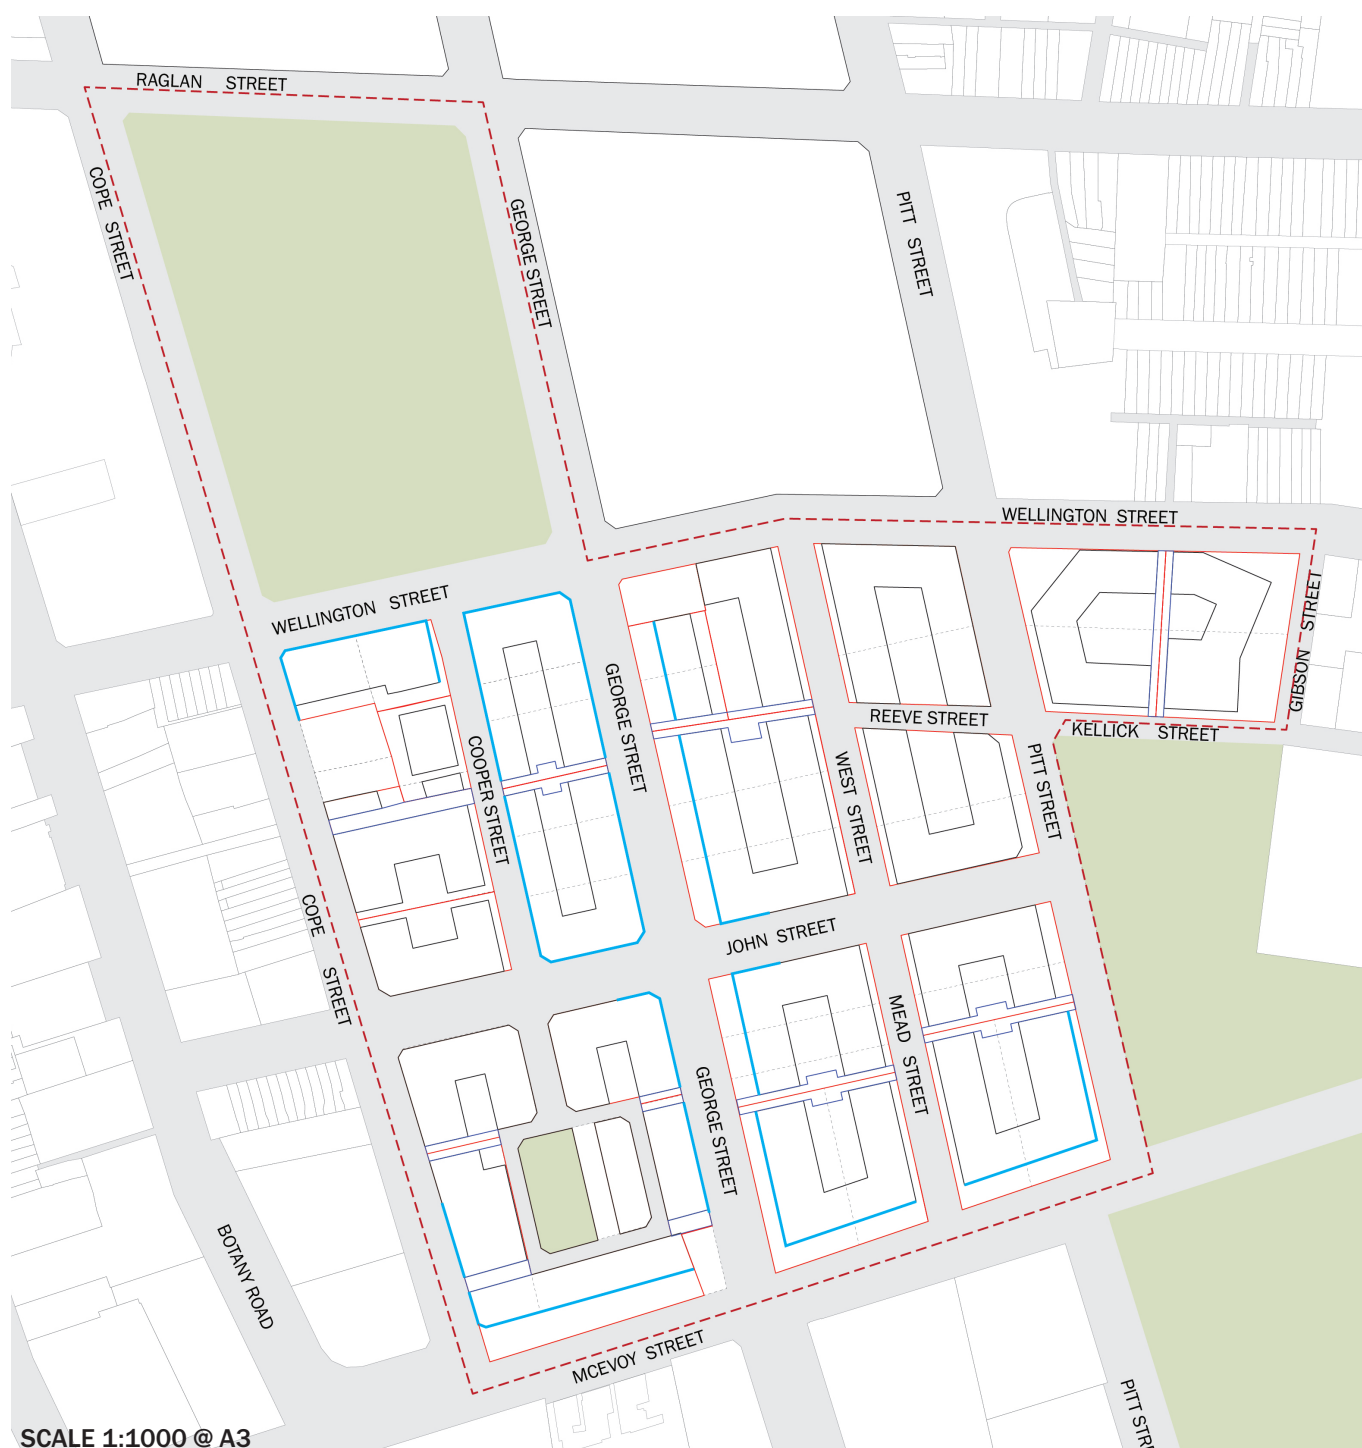 RAGLAN STREET
COPE STREET
GEORGE STREET
PITT STREET
WELLINGTON STREET
WELLINGTON STREET
GIBSON STREET
GEORGE STREET
REEVE STREET
KELLICK STREET
COOPER STREET
WEST STREET
PITT STREET
COPE STREET
JOHN STREET
MEAD STREET
GEORGE STREET
BOTANY ROAD
MCEVOY STREET
PITT STRE
SCALE 1:1000 @ A3